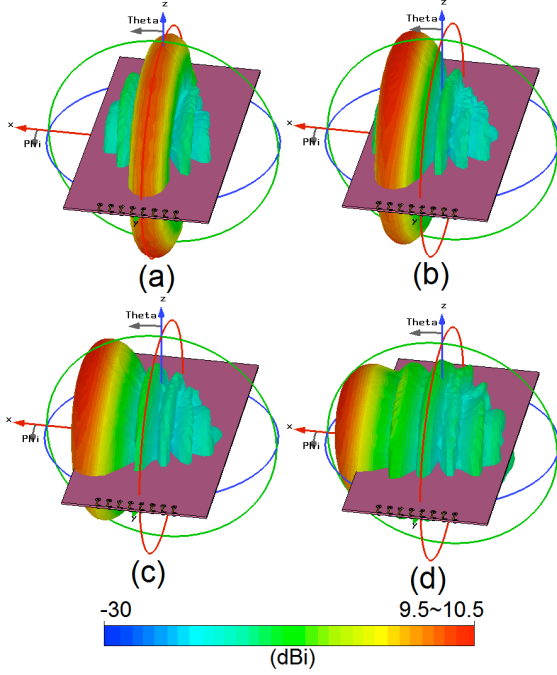 z
Theta
x
Phi
y
(a)
z
Theta
x
Phi
y
(b)
z
Theta
x
Phi
y
(c)
z
Theta
x
Phi
y
(d)
-30
9.5~10.5
(dBi)